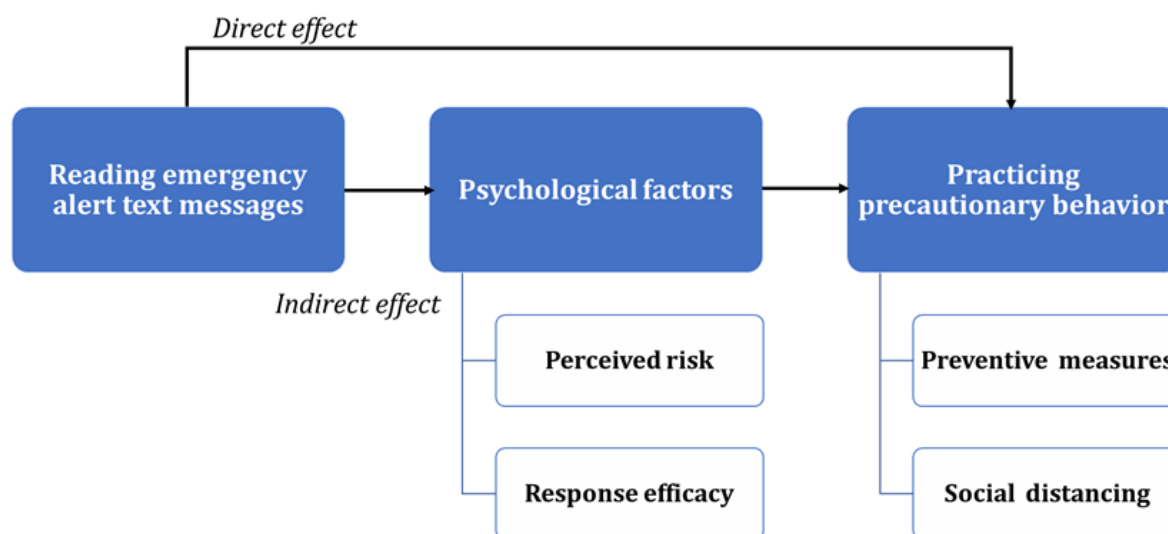 Direct effect
Reading emergency
alert text messages
Psychological factors
Practicing
precautionary behavior
Indirect effect
Perceived risk
Preventive measures
Response efficacy
Social distancing